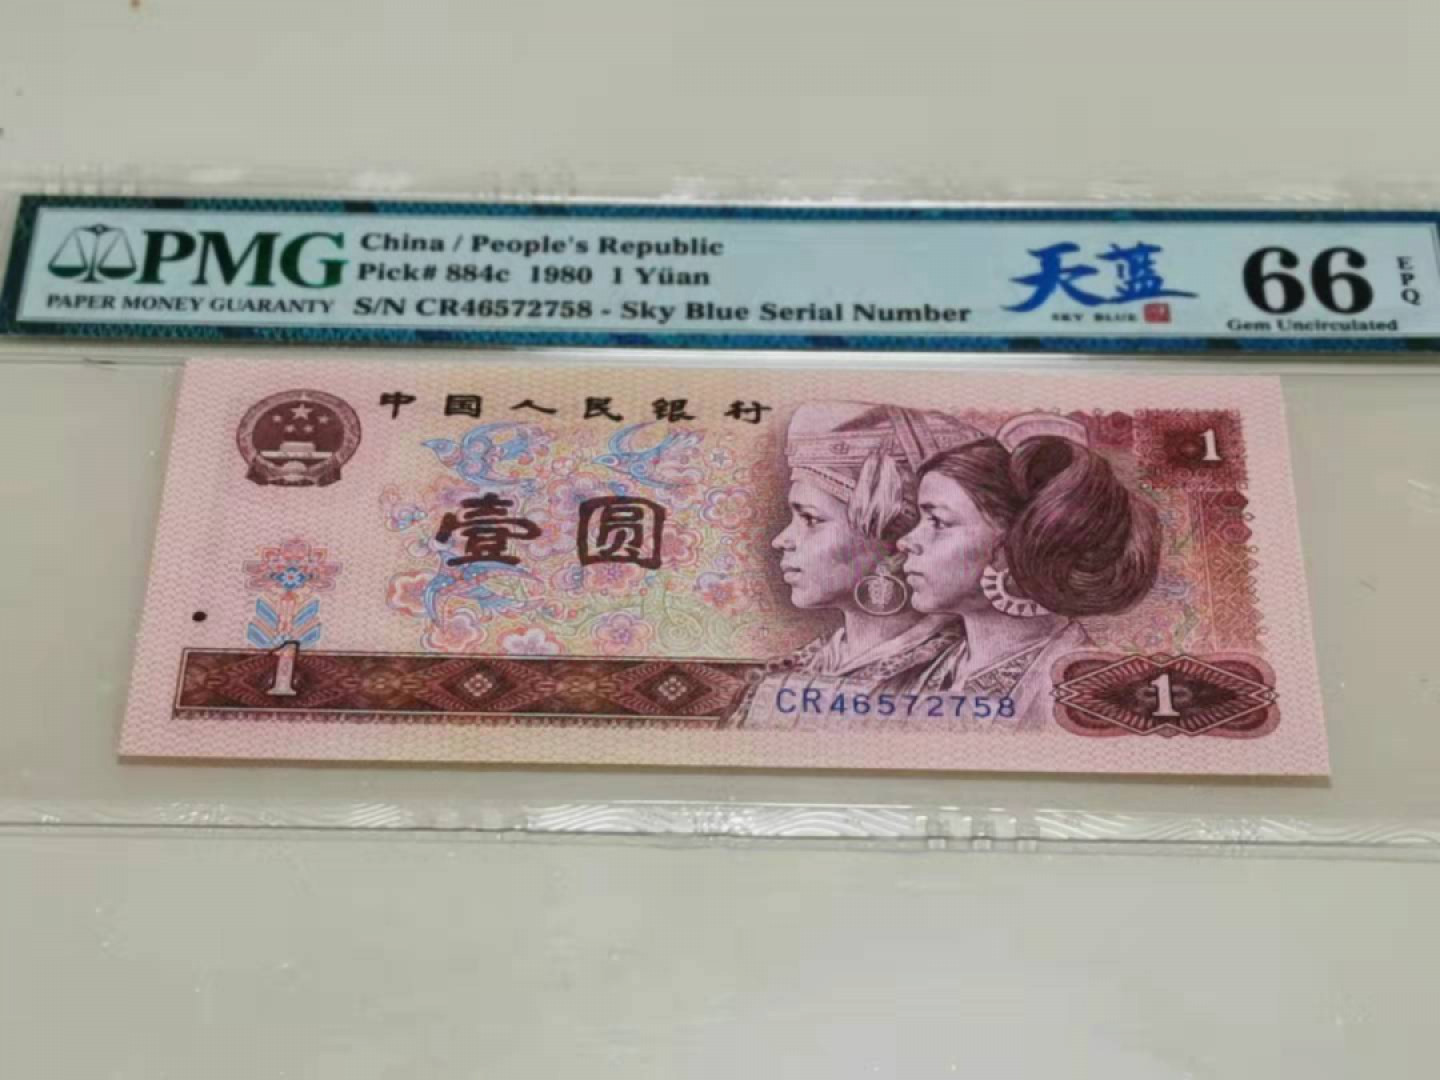 PMG
PAPER MONEY GUARANTY
China / People's Republic
Pick# 884c 1980 1 Yüan
S/N CR46572758 - Sky Blue Serial Number
天蓝
SKY BLUE
66
EPQ
Gem Uncirculated
中国人民银行
1
壹圆
1
CR46572758
1